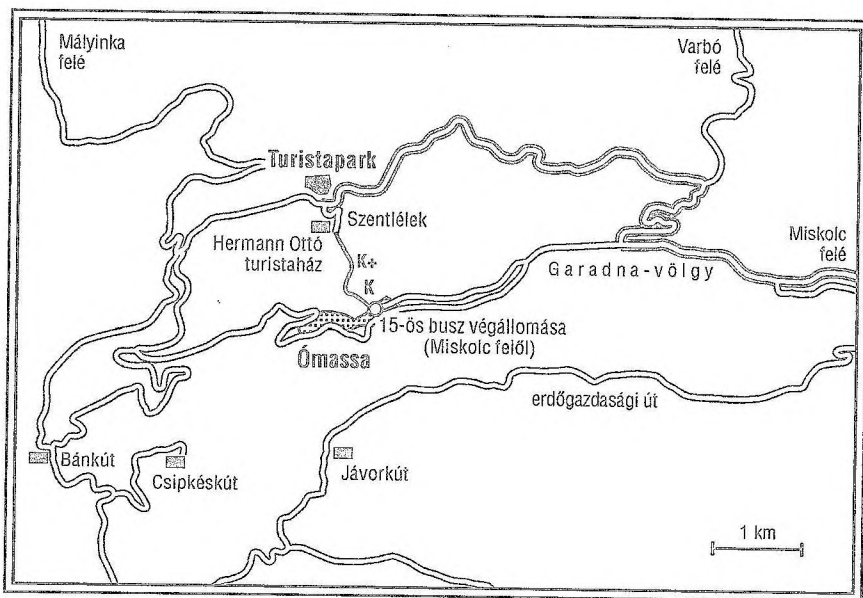 Mályinka
felé
Varbó
felé
Turistapark
Szentlélek
Hermann Ottó
turistaház
Miskolc
felé
K+
K
Garadna-völgy
15-ös busz végállomása
(Miskolc felől)
Ómassa
erdőgazdasági út
Bánkút
Csipkéskút
Jávorkút
1 km